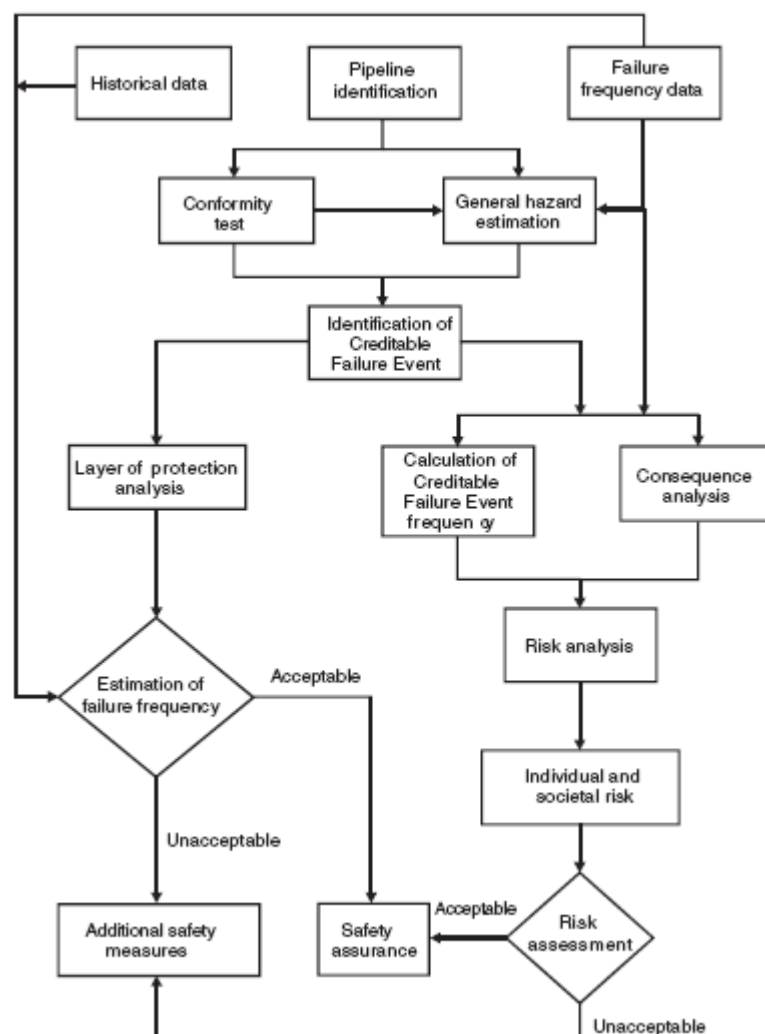 Historical data
Pipeline
identification
Failure
frequency data
Conformity
test
General hazard
estimation
Identification of
Creditable
Failure Event
Layer of protection
analysis
Calculation of
Creditable
Failure Event
frequen cy
Consequence
analysis
Risk analysis
Estimation of
failure frequency
Acceptable
Individual and
societal risk
Unacceptable
Additional safety
measures
Safety
assurance
Acceptable
Risk
assessment
Unacceptable